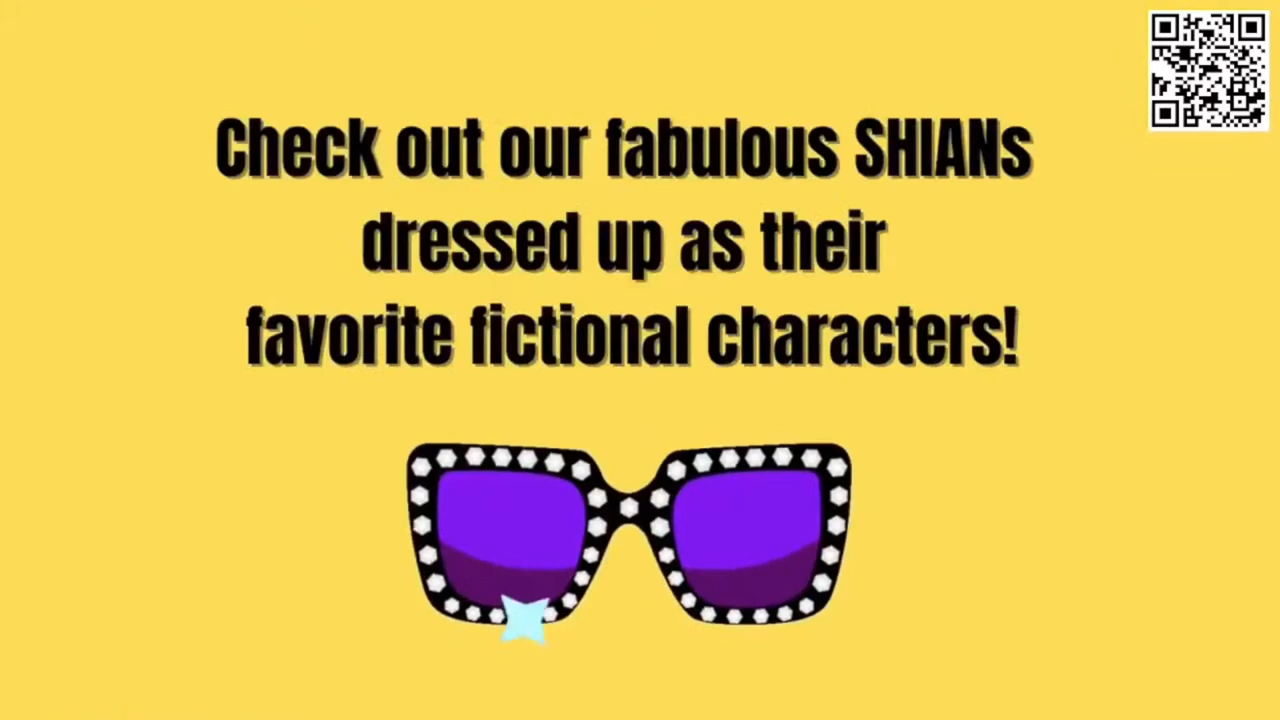 Check out our fabulous SHIANs
dressed up as their
favorite fictional characters!